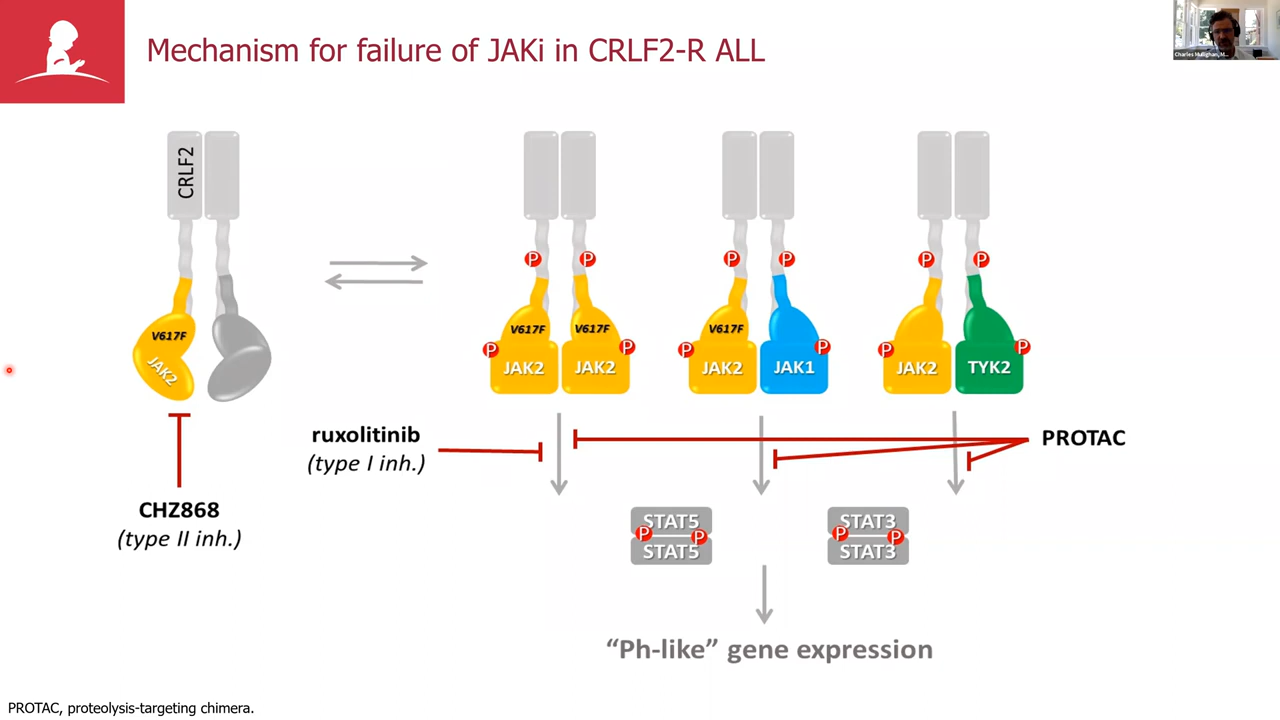 Mechanism for failure of JAKi in CRLF2-R ALL
Charles Mullighan, M...
CRLF2
P P P P P P
V617F
JAK2
V617F V617F V617F
P P P P P P
JAK2 JAK2 JAK2 JAK1 JAK2 TYK2
ruxolitinib
(type I inh.)
PROTAC
CHZ868
(type II inh.)
STAT5 STAT3
P P P P
STAT5 STAT3
“Ph-like” gene expression
PROTAC, proteolysis-targeting chimera.